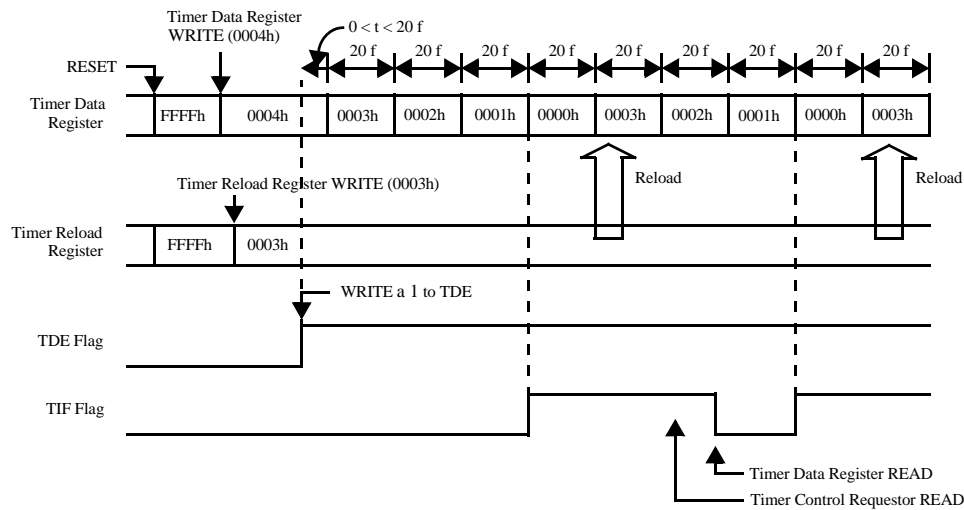 Timer Data Register
WRITE (0004h)
0 < t < 20 f
20 f 20 f 20 f 20 f 20 f 20 f 20 f 20 f 20 f
RESET
Timer Data
Register
FFFFh 0004h 0003h 0002h 0001h 0000h 0003h 0002h 0001h 0000h 0003h
Reload Reload
Timer Reload Register WRITE (0003h)
Timer Reload
Register
FFFFh 0003h
WRITE a 1 to TDE
TDE Flag
TIF Flag
Timer Data Register READ
Timer Control Requestor READ